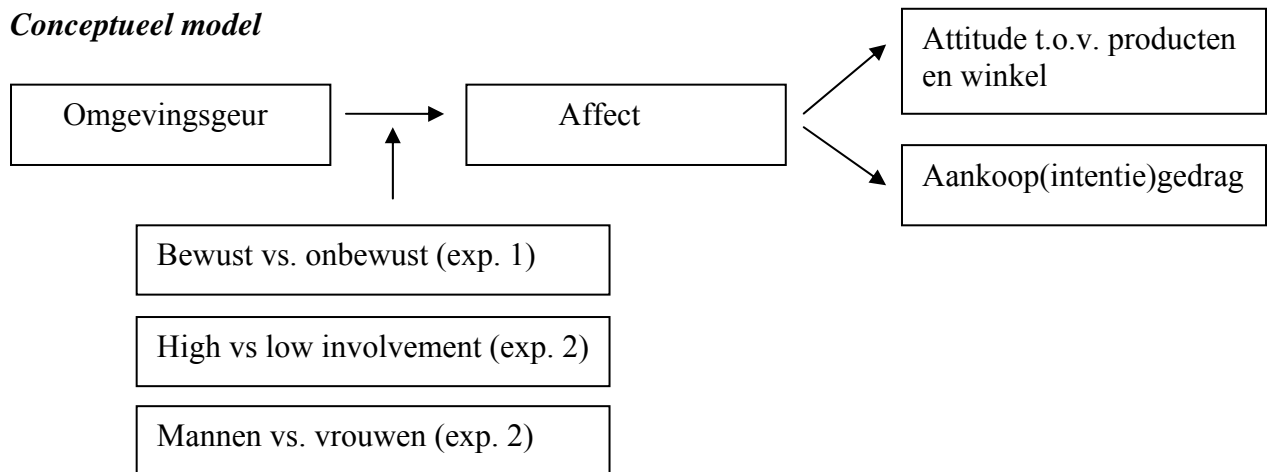 Conceptueel model
Omgevingsgeur
Affect
Attitude t.o.v. producten
en winkel
Aankoop(intentie)gedrag
Bewust vs. onbewust (exp. 1)
High vs low involvement (exp. 2)
Mannen vs. vrouwen (exp. 2)